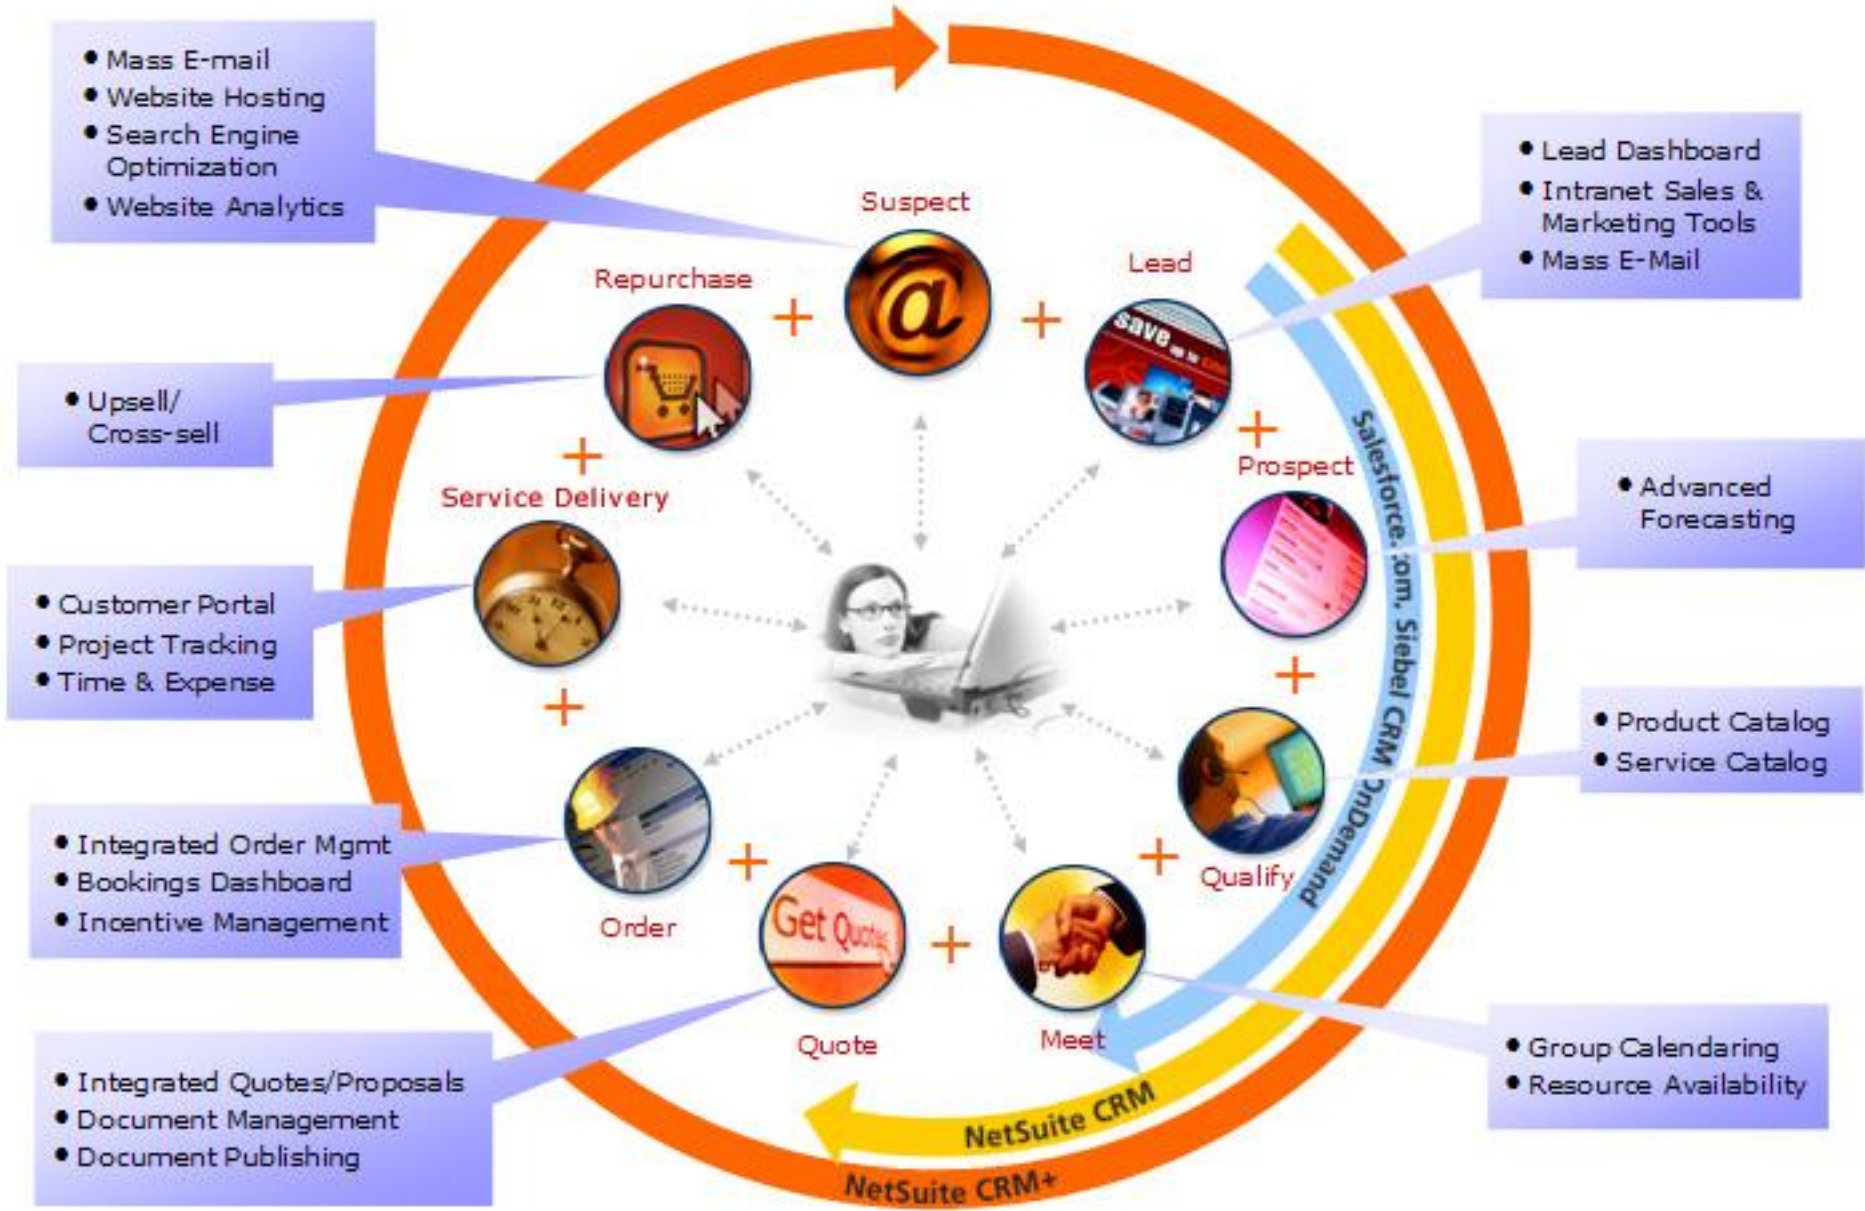 • Mass E-mail
• Website Hosting
• Search Engine
Optimization
• Website Analytics
Suspect
Lead
• Lead Dashboard
• Intranet Sales &
Marketing Tools
• Mass E-Mail
save
up to
Repurchase
• Upsell/
Cross-sell
Prospect
• Advanced
Forecasting
Service Delivery
• Customer Portal
• Project Tracking
• Time & Expense
Salesforce.com, Siebel CRM OnDemand
• Product Catalog
• Service Catalog
Qualify
• Integrated Order Mgmt
• Bookings Dashboard
• Incentive Management
Order
Get Quotes
Quote
Meet
• Group Calendaring
• Resource Availability
• Integrated Quotes/Proposals
• Document Management
• Document Publishing
NetSuite CRM
NetSuite CRM+